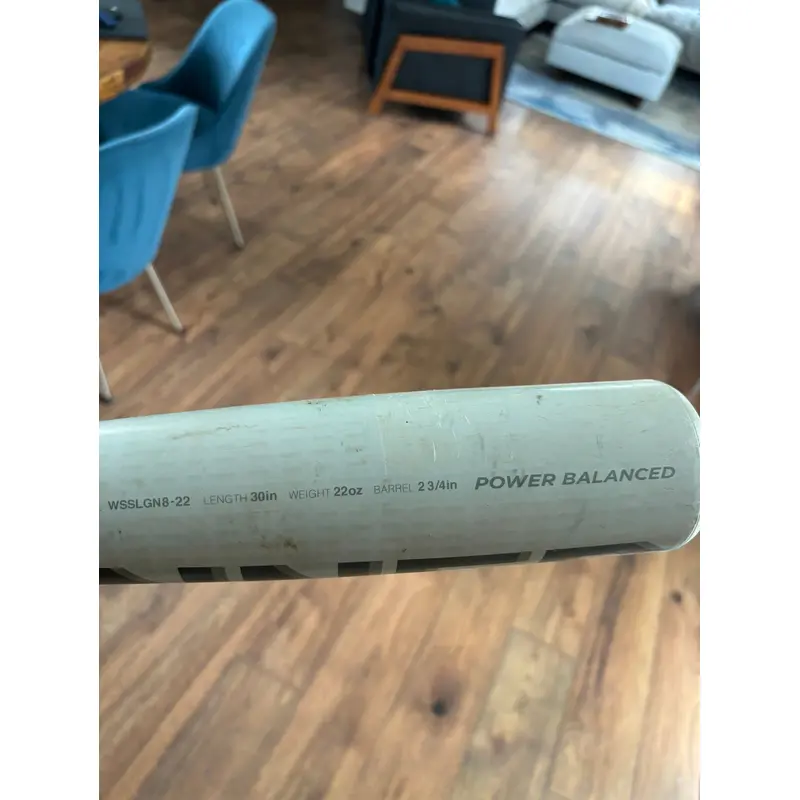 WSSLGN8-22 LENGTH 30in WEIGHT 22oz BARREL 2 3/4in POWER BALANCED